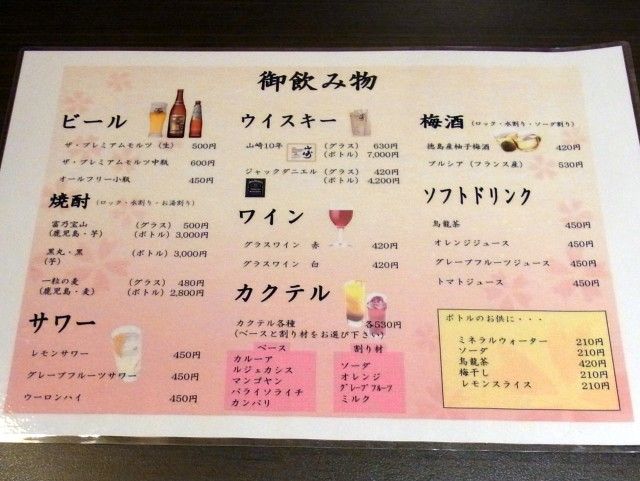 御飲み物
ビール
ザ・プレミアムモルツ（生） 500円
ザ・プレミアムモルツ中瓶 600円
オールフリー小瓶 450円
焼酎（ロック・水割り・お湯割り）
富乃宝山 （グラス） 500円
（鹿児島・芋） （ボトル） 3,000円
黒丸・黒 （ボトル） 3,000円
（芋）
一粒の麦 （グラス） 480円
（鹿児島・麦） （ボトル） 2,800円
サワー
レモンサワー 450円
グレープフルーツサワー 450円
ウーロンハイ 450円
ウイスキー
山崎10年 （グラス） 630円
（ボトル） 7,000円
ジャックダニエル （グラス） 420円
（ボトル） 4,200円
ワイン
グラスワイン 赤 420円
グラスワイン 白 420円
カクテル
カクテル各種 各530円
（ベースと割り材をお選び下さい）
ベース
カルーア
ルジェカシス
マンゴヤン
パライソライチ
カンパリ
割り材
ソーダ
オレンジ
グレープフルーツ
ミルク
梅酒（ロック・水割り・ソーダ割り）
徳島産柚子梅酒 420円
プルシア（フランス産） 530円
ソフトドリンク
烏龍茶 450円
オレンジジュース 450円
グレープフルーツジュース 450円
トマトジュース 450円
ボトルのお供に・・・
ミネラルウォーター 210円
ソーダ 210円
烏龍茶 420円
梅干し 210円
レモンスライス 210円